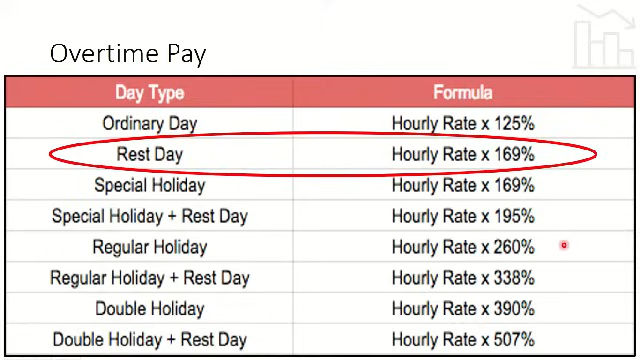 Overtime Pay
Day Type Formula
Ordinary Day Hourly Rate x 125%
Rest Day Hourly Rate x 169%
Special Holiday Hourly Rate x 169%
Special Holiday + Rest Day Hourly Rate x 195%
Regular Holiday Hourly Rate x 260%
Regular Holiday + Rest Day Hourly Rate x 338%
Double Holiday Hourly Rate x 390%
Double Holiday + Rest Day Hourly Rate x 507%